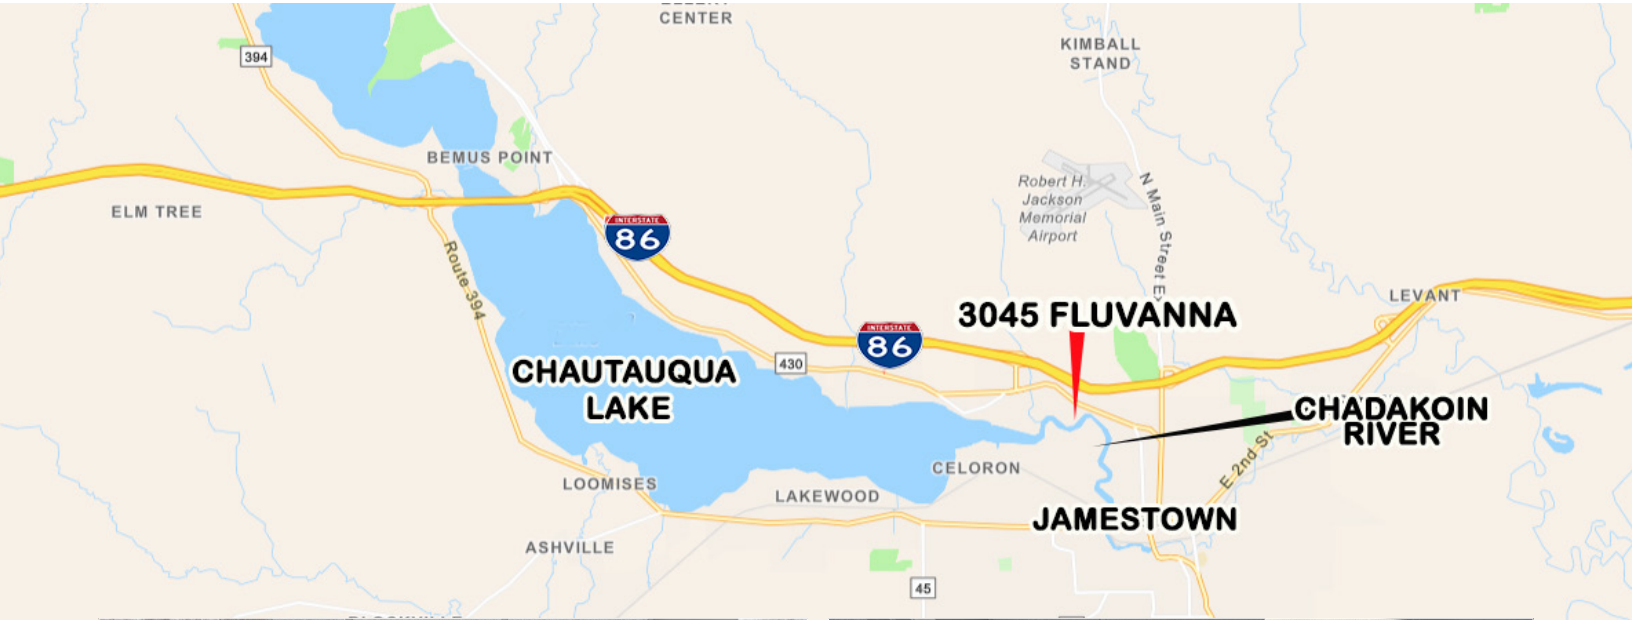 CENTER
KIMBALL
STAND
394
BEMUS POINT
ELM TREE
Robert H.
Jackson
Memorial
Airport
N Main Street E
INTERSTATE
86
Route 394
LEVANT
3045 FLUVANNA
INTERSTATE
86
430
CHAUTAUQUA
LAKE
CHADAKOIN
RIVER
E 2nd St
CELORON
LOOMISES
LAKEWOOD
JAMESTOWN
ASHVILLE
45